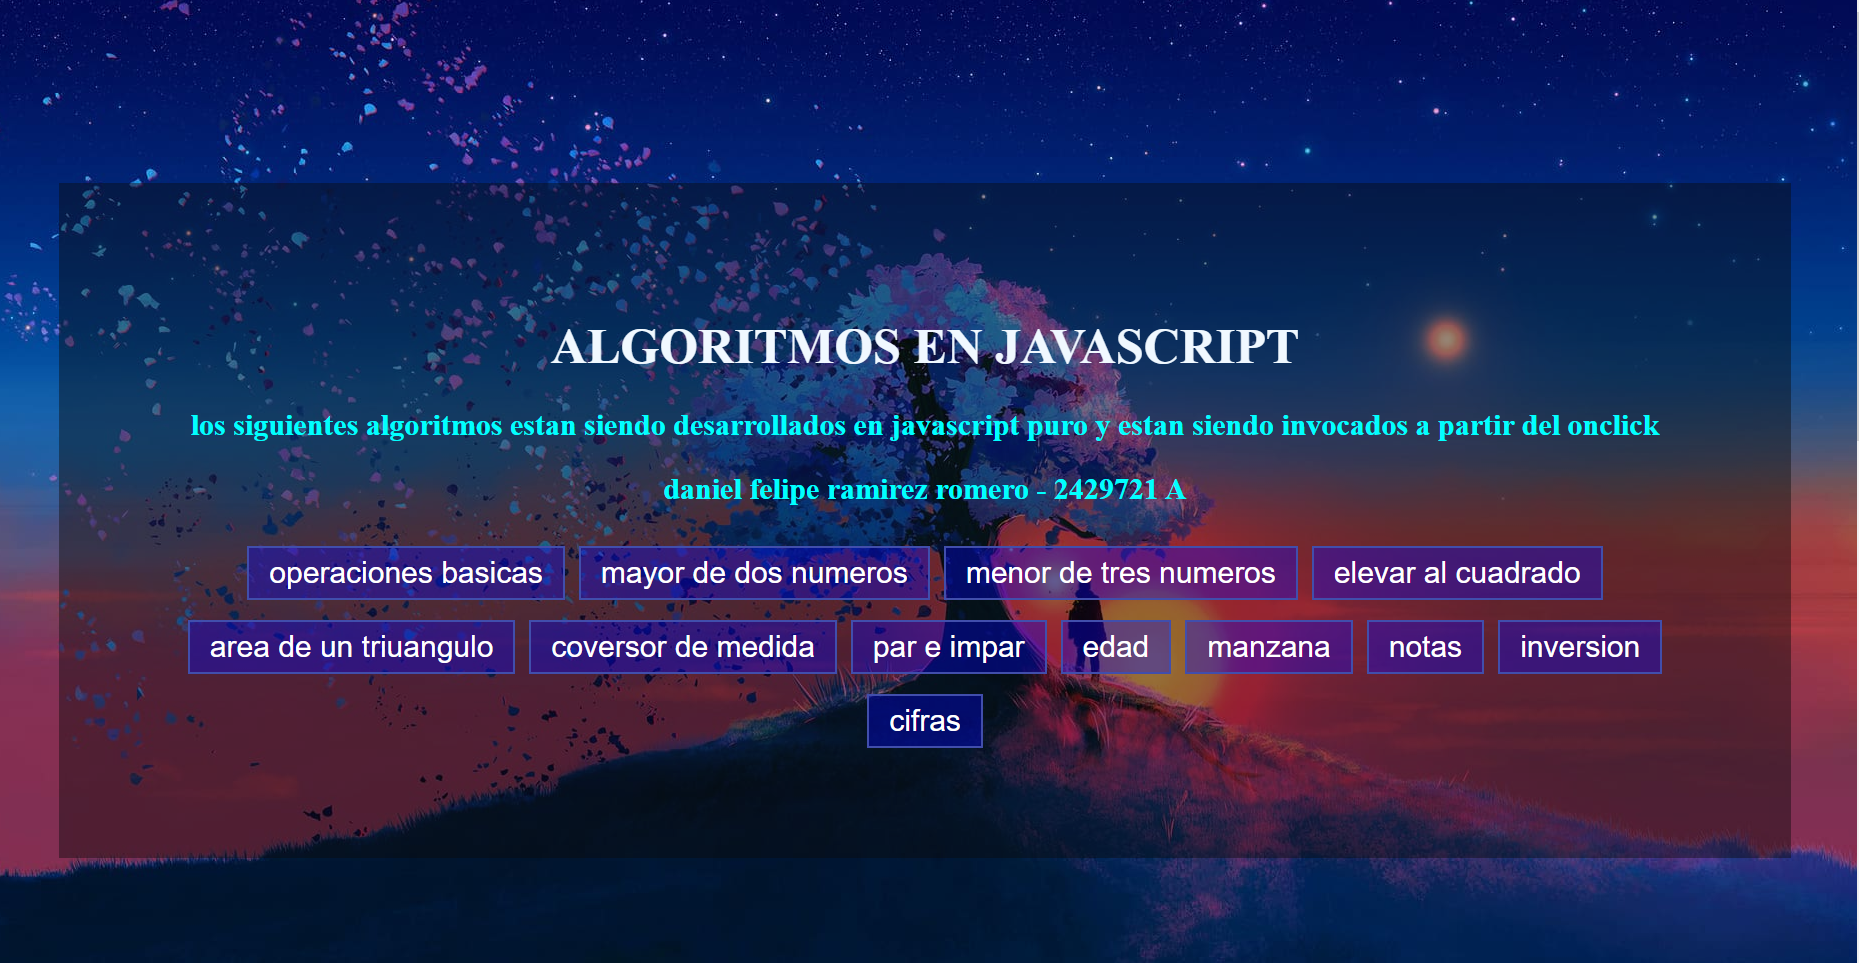 ALGORITMOS EN JAVASCRIPT
los siguientes algoritmos estan siendo desarrollados en javascript puro y estan siendo invocados a partir del onclick
daniel felipe ramirez romero - 2429721 A
operaciones basicas mayor de dos numeros menor de tres numeros elevar al cuadrado
area de un triuangulo coversor de medida par e impar edad manzana notas inversion
cifras